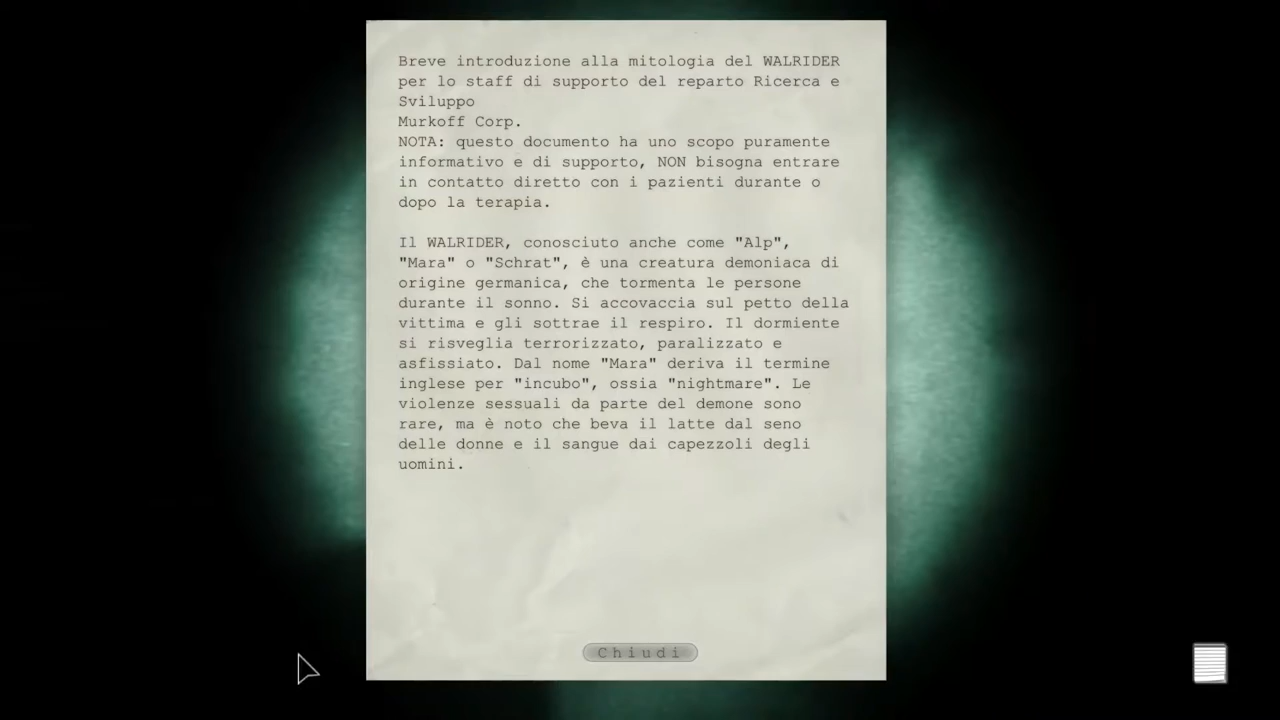 Breve introduzione alla mitologia del WALRIDER
per lo staff di supporto del reparto Ricerca e
Sviluppo
Murkoff Corp.
NOTA: questo documento ha uno scopo puramente
informativo e di supporto, NON bisogna entrare
in contatto diretto con i pazienti durante o
dopo la terapia.
Il WALRIDER, conosciuto anche come "Alp",
"Mara" o "Schrat", è una creatura demoniaca di
origine germanica, che tormenta le persone
durante il sonno. Si accovaccia sul petto della
vittima e gli sottrae il respiro. Il dormiente
si risveglia terrorizzato, paralizzato e
asfissiato. Dal nome "Mara" deriva il termine
inglese per "incubo", ossia "nightmare". Le
violenze sessuali da parte del demone sono
rare, ma è noto che beva il latte dal seno
delle donne e il sangue dai capezzoli degli
uomini.
Chiudi